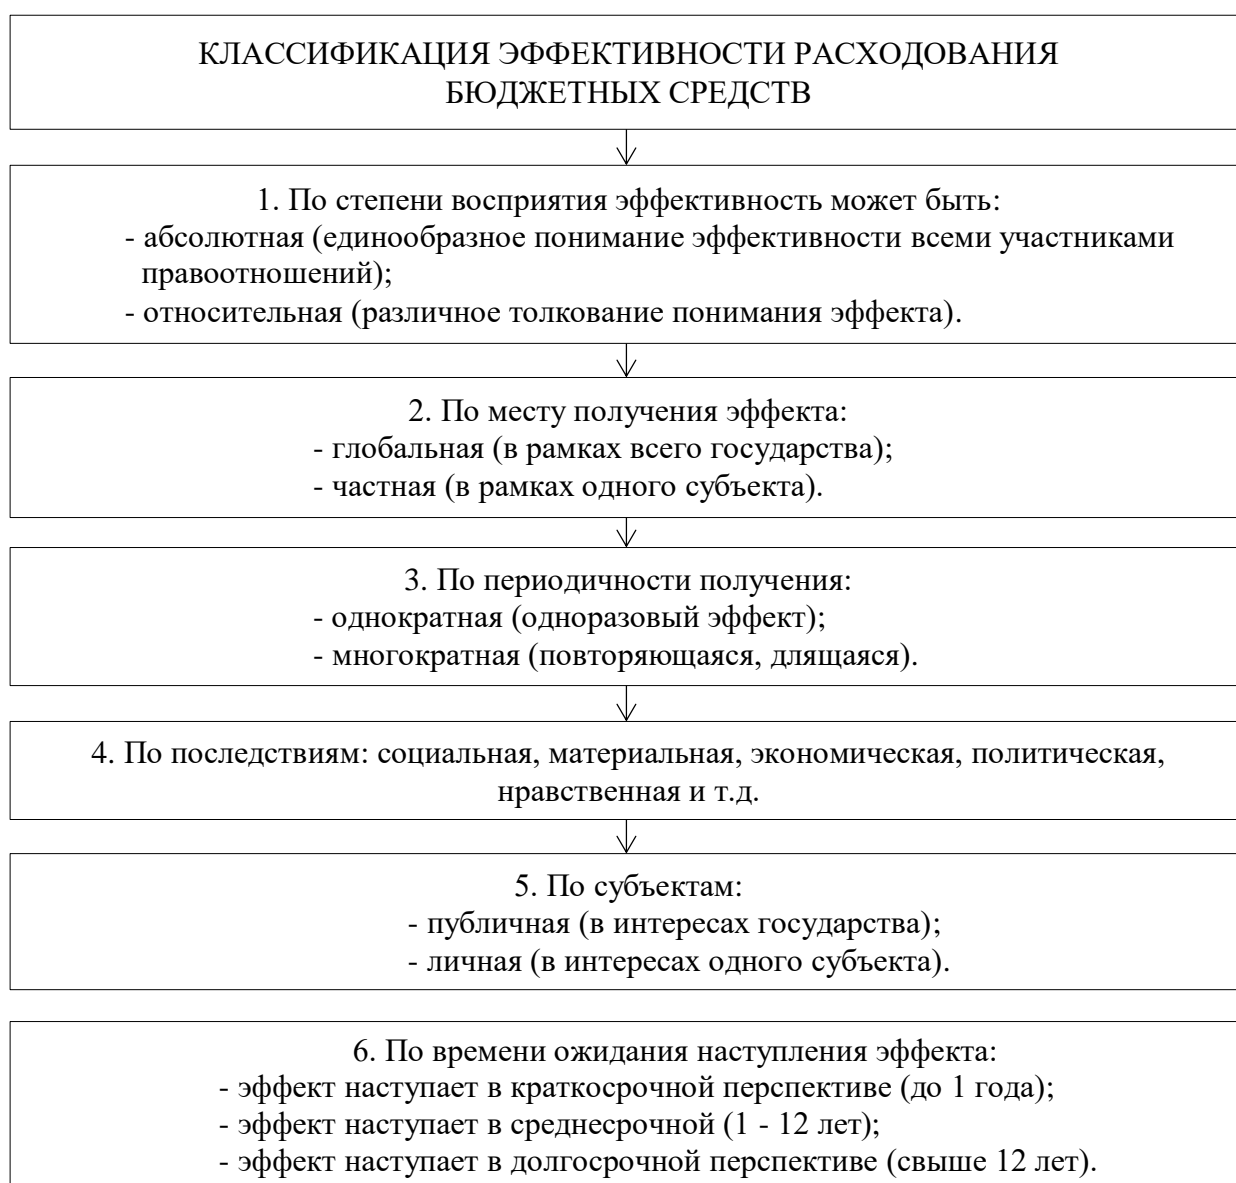 КЛАССИФИКАЦИЯ ЭФФЕКТИВНОСТИ РАСХОДОВАНИЯ
БЮДЖЕТНЫХ СРЕДСТВ
1. По степени восприятия эффективность может быть:
- абсолютная (единообразное понимание эффективности всеми участниками
правоотношений);
- относительная (различное толкование понимания эффекта).
2. По месту получения эффекта:
- глобальная (в рамках всего государства);
- частная (в рамках одного субъекта).
3. По периодичности получения:
- однократная (одноразовый эффект);
- многократная (повторяющаяся, длящаяся).
4. По последствиям: социальная, материальная, экономическая, политическая,
нравственная и т.д.
5. По субъектам:
- публичная (в интересах государства);
- личная (в интересах одного субъекта).
6. По времени ожидания наступления эффекта:
- эффект наступает в краткосрочной перспективе (до 1 года);
- эффект наступает в среднесрочной (1 - 12 лет);
- эффект наступает в долгосрочной перспективе (свыше 12 лет).